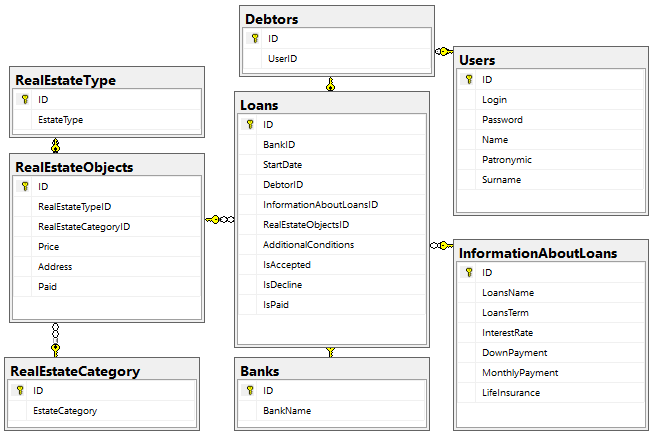 Debtors
ID
UserID
Users
ID
Login
Password
Name
Patronymic
Surname
RealEstateType
ID
EstateType
Loans
ID
BankID
StartDate
DebtorID
InformationAboutLoansID
RealEstateObjectsID
AdditionalConditions
IsAccepted
IsDecline
IsPaid
RealEstateObjects
ID
RealEstateTypeID
RealEstateCategoryID
Price
Address
Paid
InformationAboutLoans
ID
LoansName
LoansTerm
InterestRate
DownPayment
MonthlyPayment
LifeInsurance
RealEstateCategory
ID
EstateCategory
Banks
ID
BankName